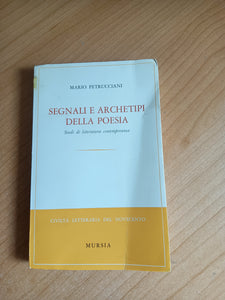 MARIO PETRUCCIANI
SEGNALI E ARCHETIPI
DELLA POESIA
Studi di letteratura contemporanea
CIVILTÀ LETTERARIA DEL NOVECENTO
MURSIA